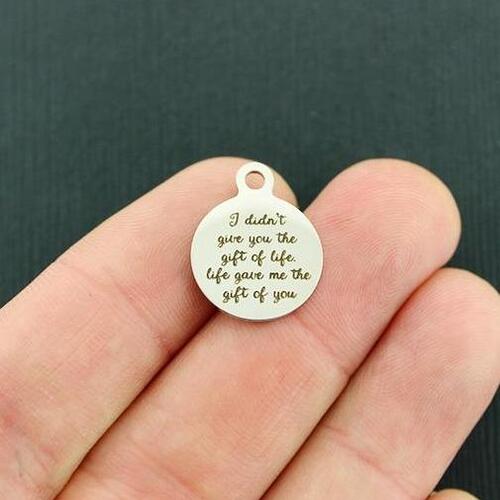 I didn't
give you the
gift of life.
life gave me the
gift of you